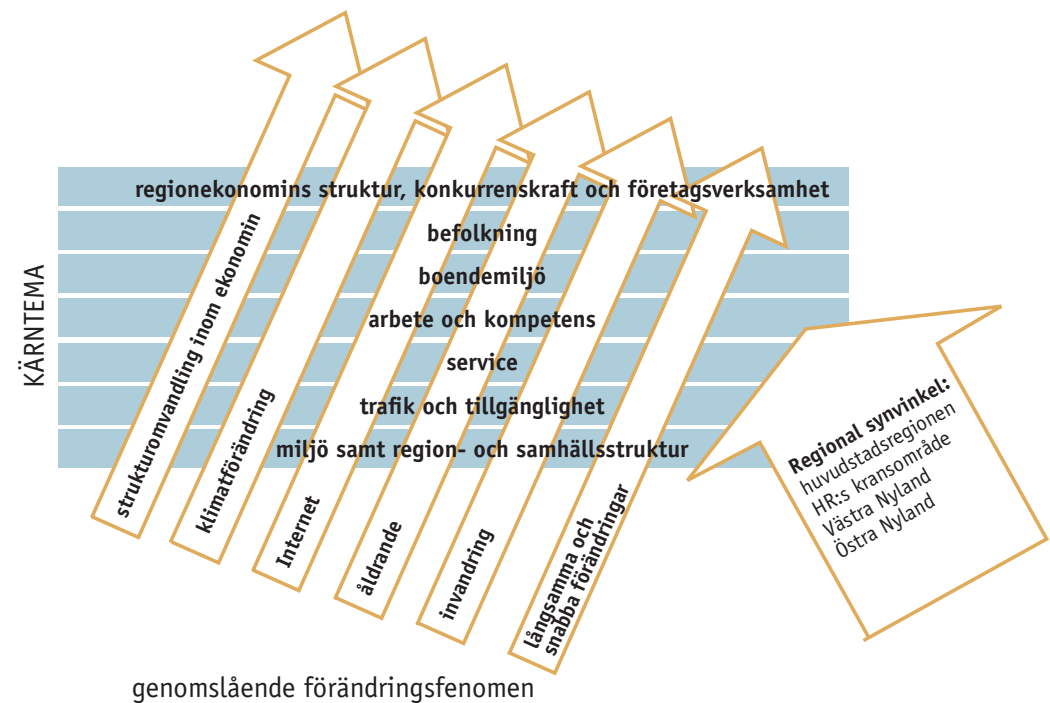 KÄRNTEMA
regionekonomins struktur, konkurrenskraft och företagsverksamhet
befolkning
boendemiljö
arbete och kompetens
service
trafik och tillgänglighet
miljö samt region- och samhällsstruktur
strukturomvandling inom ekonomin
klimatförändring
Internet
åldrande
invandring
långsamma och
snabba förändringar
Regional synvinkel:
huvudstadsregionen
HR:s kransområde
Västra Nyland
Östra Nyland
genomslående förändringsfenomen